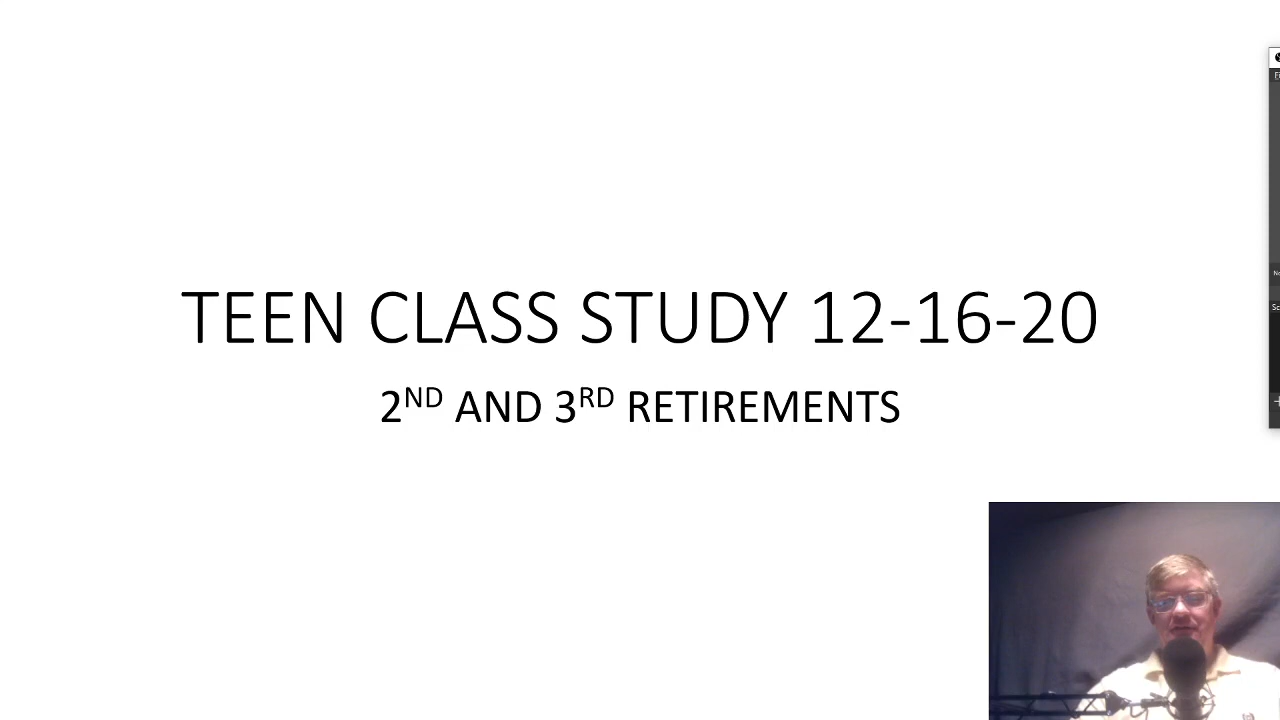 TEEN CLASS STUDY 12-16-20
2ND AND 3RD RETIREMENTS